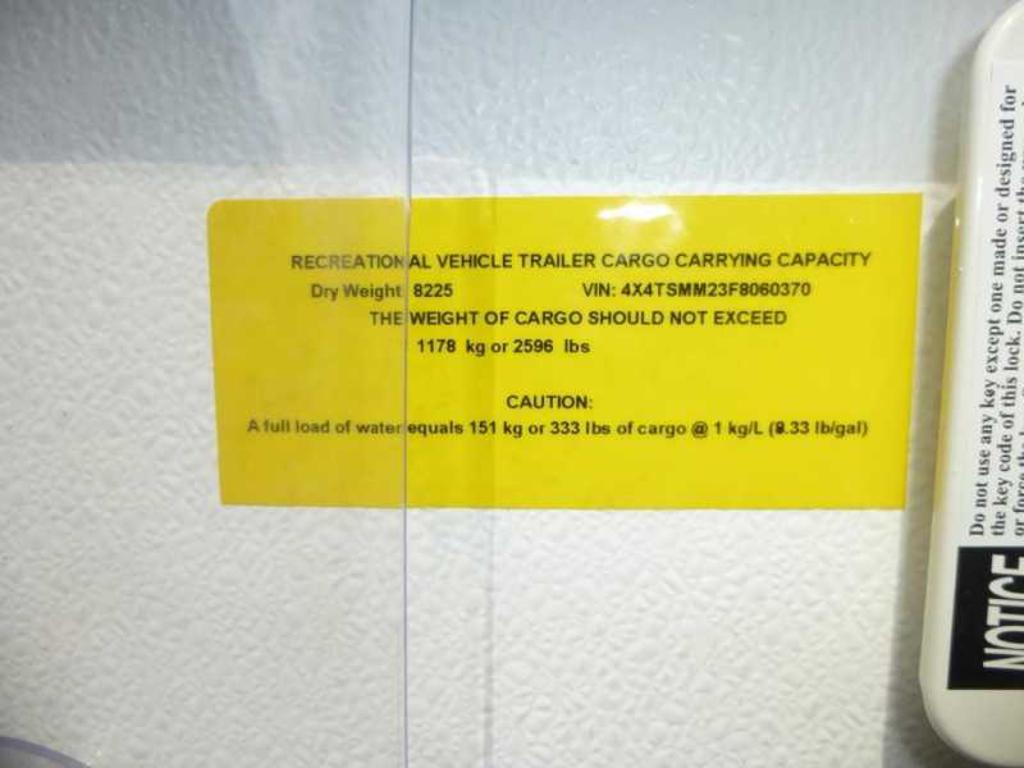 RECREATIONAL VEHICLE TRAILER CARGO CARRYING CAPACITY
Dry Weight 8225 VIN: 4X4TSMM23F8060370
THE WEIGHT OF CARGO SHOULD NOT EXCEED
1178 kg or 2596 lbs
CAUTION:
A full load of water equals 151 kg or 333 lbs of cargo @ 1 kg/L (8.33 lb/gal)
Do not use any key except one made or designed for
the key code of this lock. Do not insert the
or force the
NOTICE